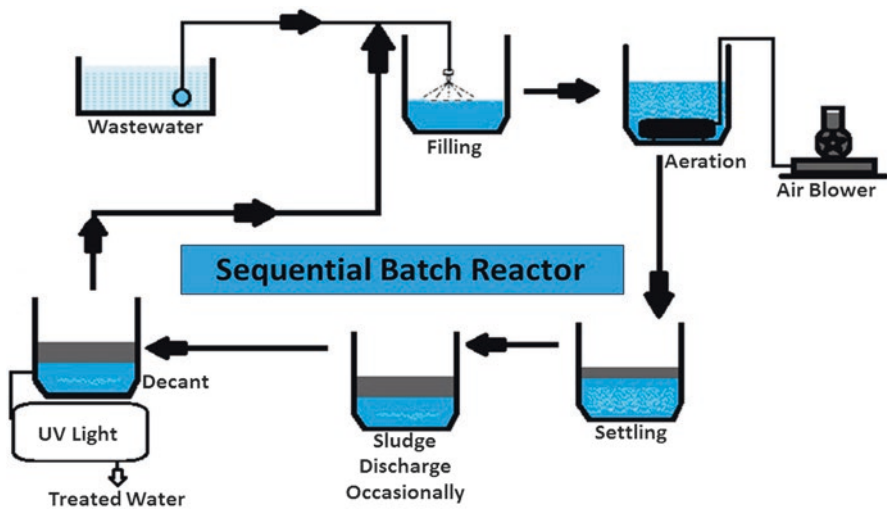 Wastewater
Filling
Aeration
Air Blower
Sequential Batch Reactor
Decant
UV Light
Treated Water
Sludge
Discharge
Occasionally
Settling